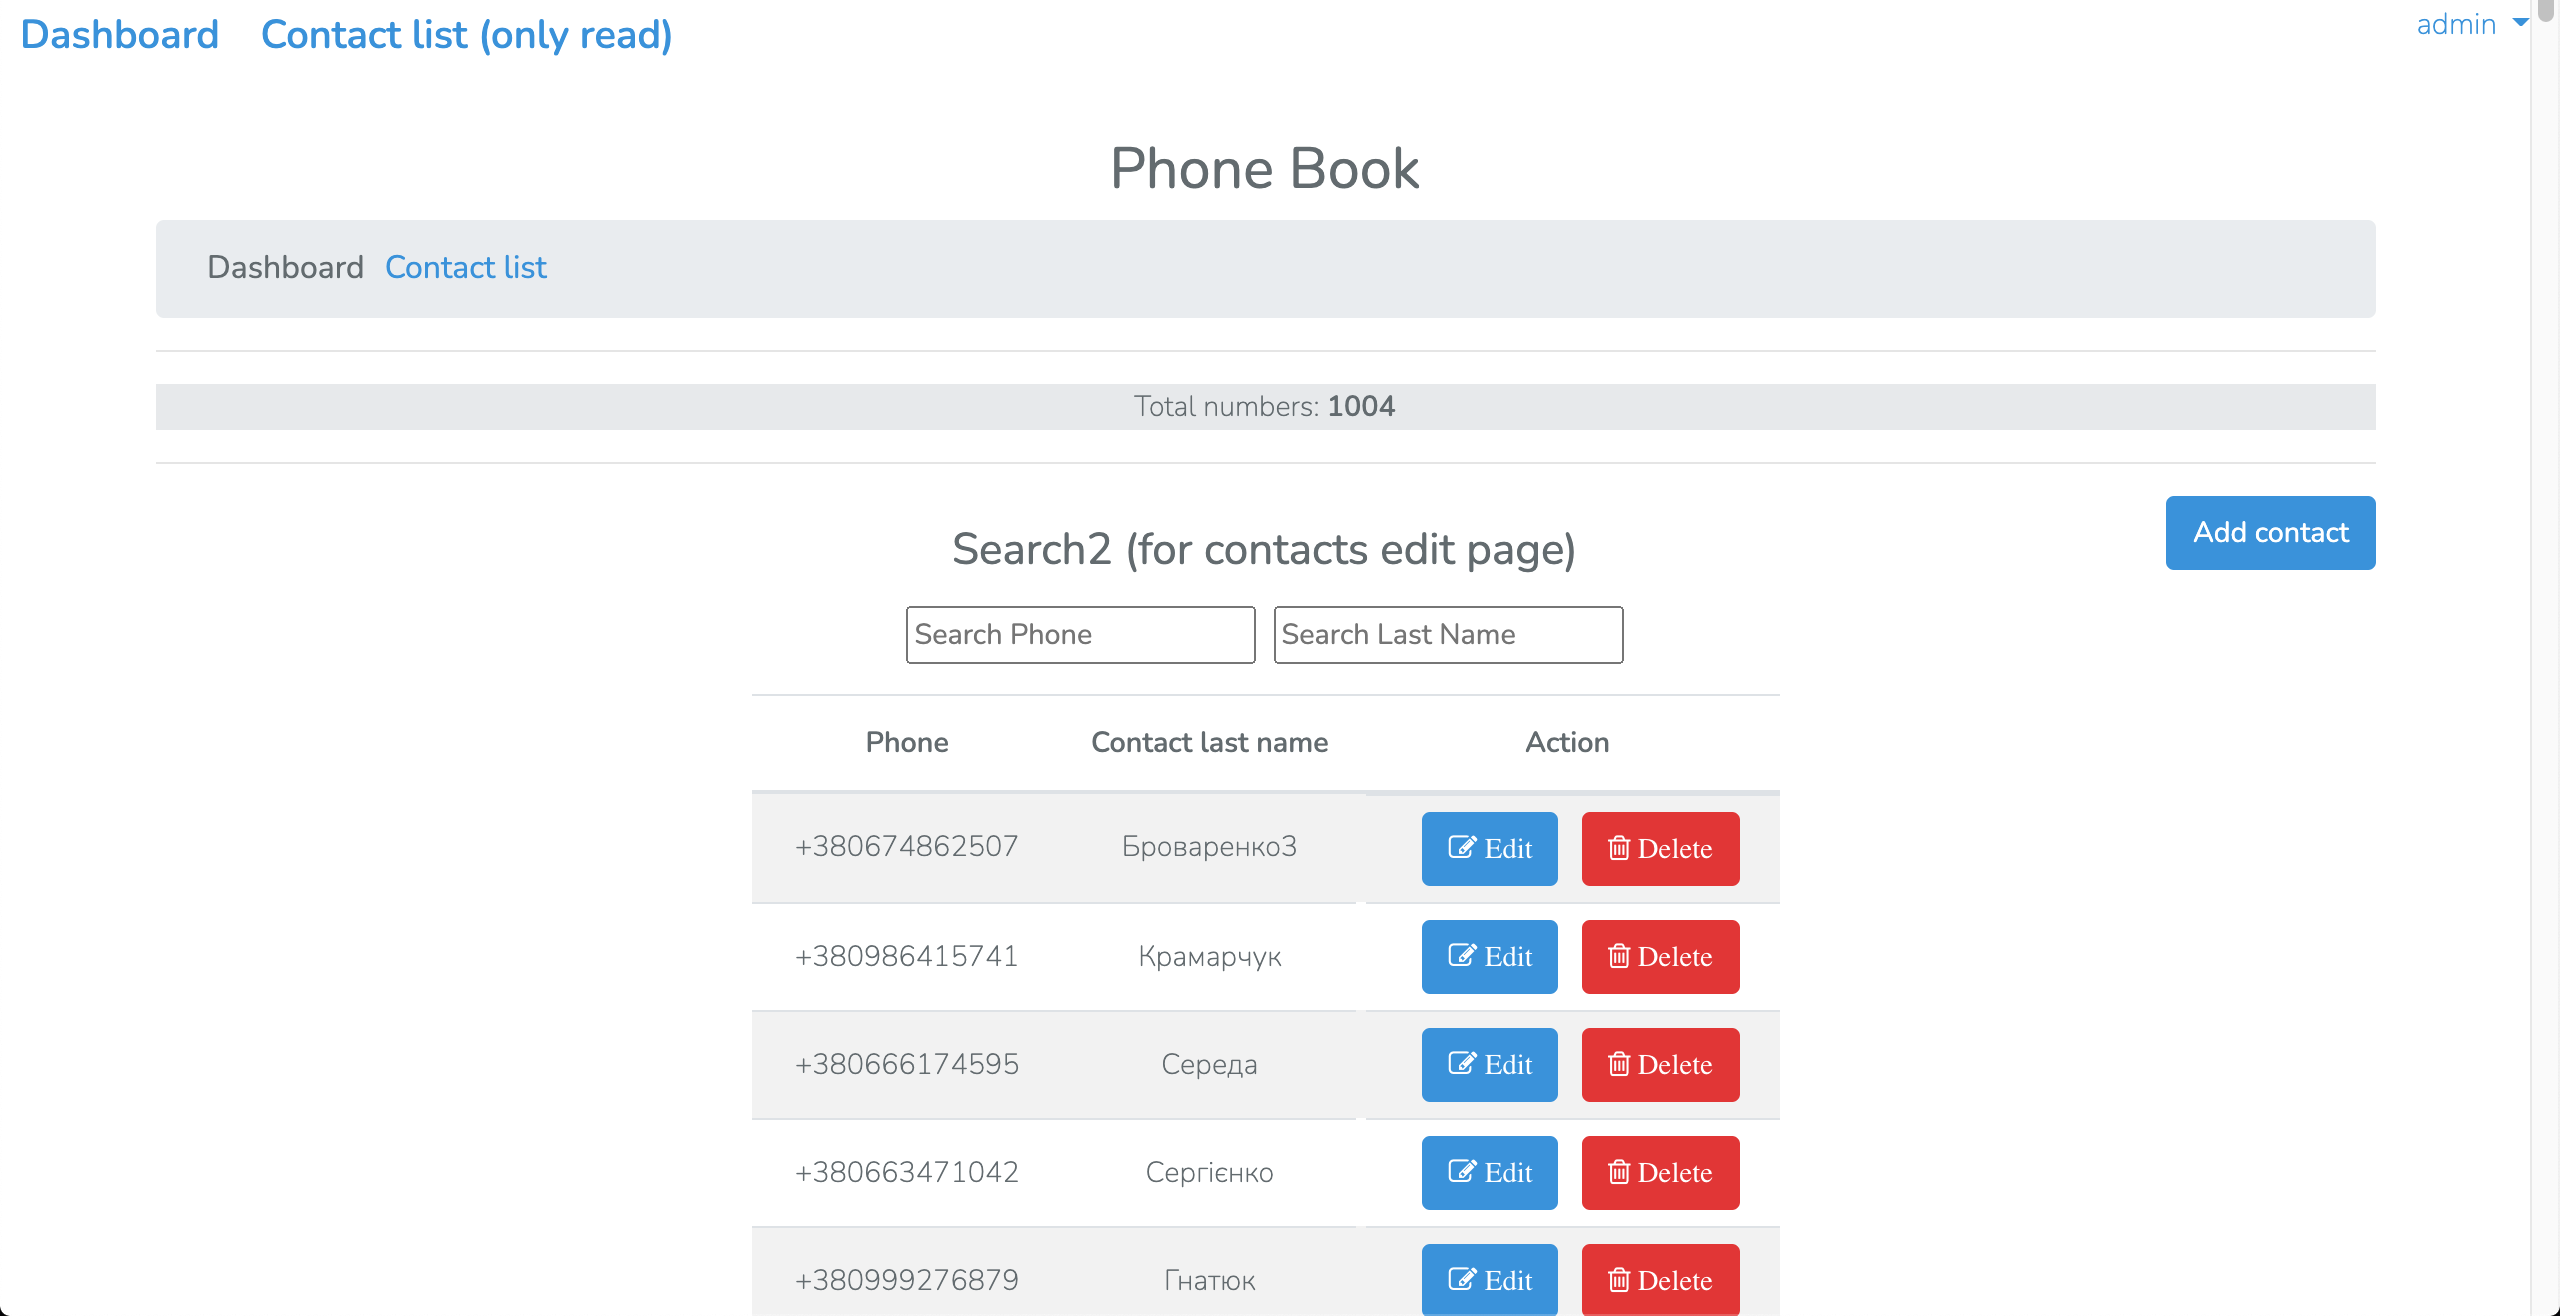 Dashboard Contact list (only read) admin
Phone Book
Dashboard Contact list
Total numbers: 1004
Add contact
Search2 (for contacts edit page)
Search Phone Search Last Name
Phone Contact last name Action
+380674862507 Броваренко3 Edit Delete
+380986415741 Крамарчук Edit Delete
+380666174595 Середа Edit Delete
+380663471042 Сергієнко Edit Delete
+380999276879 Гнатюк Edit Delete